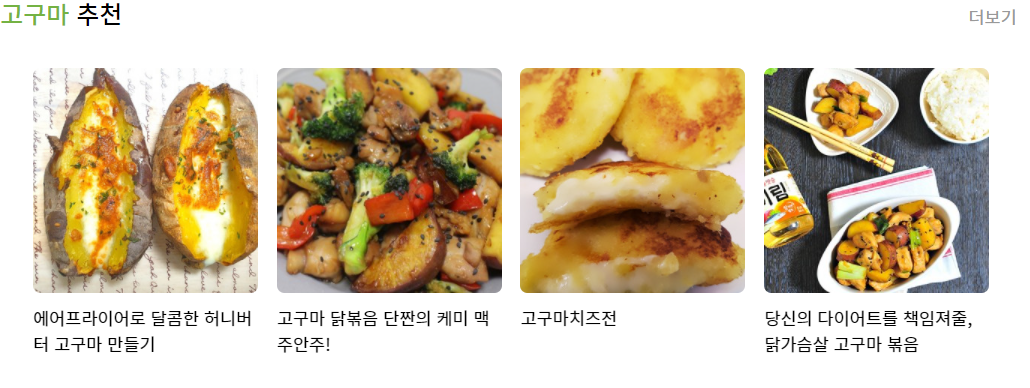 고구마 추천
더보기
에어프라이어로 달콤한 허니버
터 고구마 만들기
고구마 닭볶음 단짠의 케미 맥
주안주!
고구마치즈전
당신의 다이어트를 책임져줄,
닭가슴살 고구마 볶음